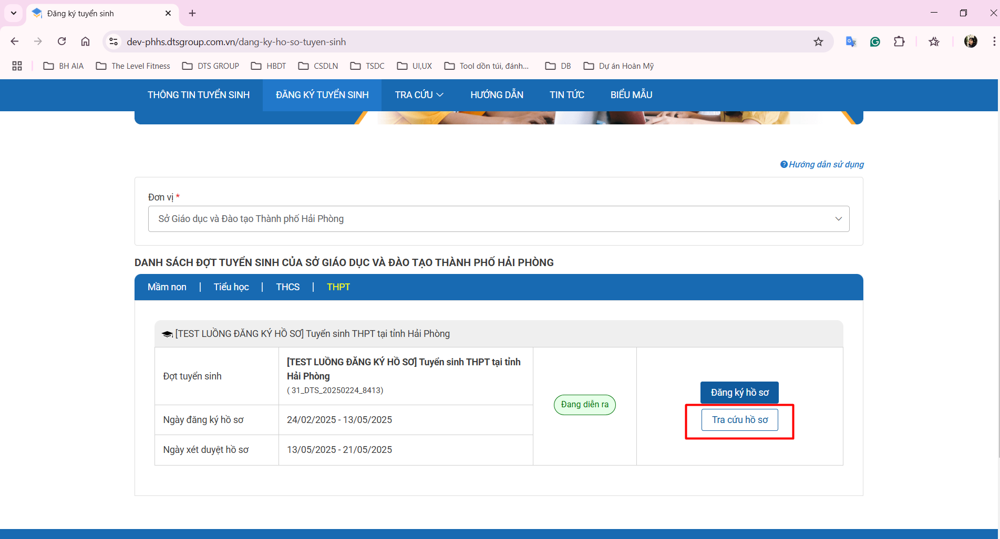 Đăng ký tuyển sinh
dev-phhs.dtsgroup.com.vn/dang-ky-ho-so-tuyen-sinh
BH AIA The Level Fitness DTS GROUP HBDT CSDLN TSDC UI,UX Tool dồn túi, đánh... DB Dự án Hoàn Mỹ
THÔNG TIN TUYỂN SINH ĐĂNG KÝ TUYỂN SINH TRA CỨU HƯỚNG DẪN TIN TỨC BIỂU MẪU
Hướng dẫn sử dụng
Đơn vị *
Sở Giáo dục và Đào tạo Thành phố Hải Phòng
DANH SÁCH ĐỢT TUYỂN SINH CỦA SỞ GIÁO DỤC VÀ ĐÀO TẠO THÀNH PHỐ HẢI PHÒNG
Mầm non | Tiểu học | THCS | THPT
[TEST LUỒNG ĐĂNG KÝ HỒ SƠ] Tuyển sinh THPT tại tỉnh Hải Phòng
Đợt tuyển sinh
[TEST LUỒNG ĐĂNG KÝ HỒ SƠ] Tuyển sinh THPT tại tỉnh
Hải Phòng
( 31_DTS_20250224_8413)
Ngày đăng ký hồ sơ
24/02/2025 - 13/05/2025
Ngày xét duyệt hồ sơ
13/05/2025 - 21/05/2025
Đang diễn ra
Đăng ký hồ sơ
Tra cứu hồ sơ